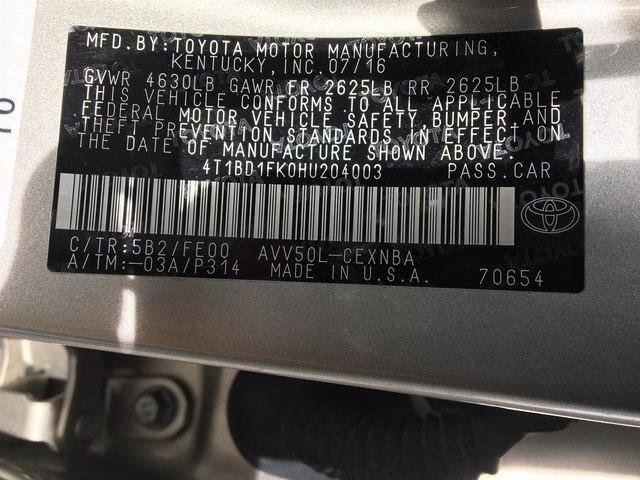 MFD.BY:TOYOTA MOTOR MANUFACTURING,
KENTUCKY, INC. 07/16
GVWR 4630LB GAWR FR 2625LB RR 2625LB
THIS VEHICLE CONFORMS TO ALL APPLICABLE
FEDERAL MOTOR VEHICLE SAFETY, BUMPER AND
THEFT PREVENTION STANDARDS IN EFFECT ON
THE DATE OF MANUFACTURE SHOWN ABOVE.
4T1BD1FK0HU204003 PASS.CAR
C/TR:5B2/FE00 AVV50L-CEXNBA
A/TM:-03A/P314 MADE IN U.S.A. 70654